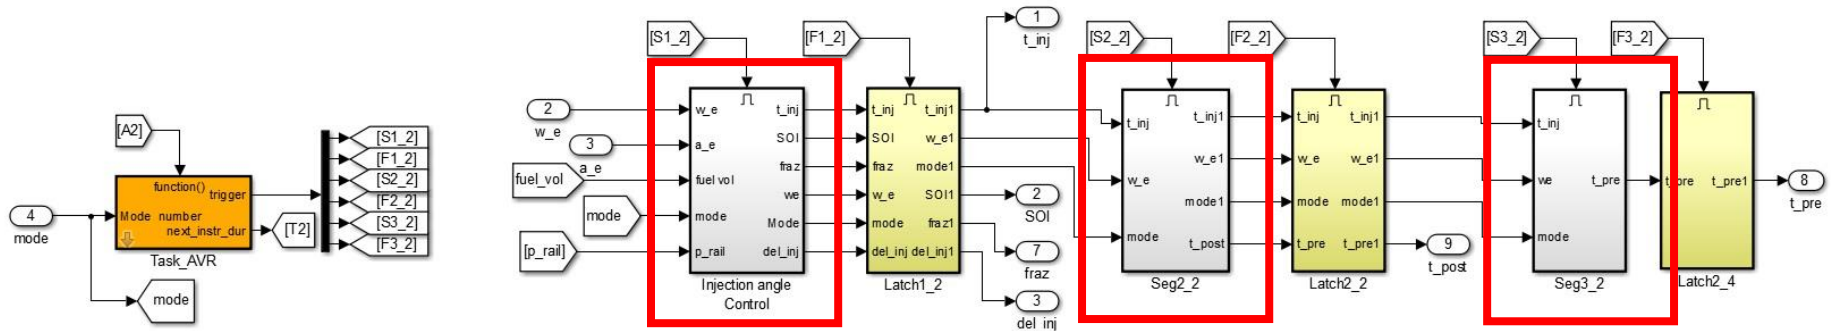 [A2]
function()
trigger
Mode number
next_instr_dur
Task_AVR
4
mode
mode
[T2]
[S1_2]
[F1_2]
[S2_2]
[F2_2]
[S3_2]
[F3_2]
2
w_e
3
a_e
fuel_vol
mode
[p_rail]
[S1_2]
w_e
a_e
fuel vol
mode
p_rail
t_inj
SOI
fraz
we
Mode
del_inj
Injection angle
Control
[F1_2]
t_inj
SOI
fraz
w_e
mode
del_inj
t_inj1
w_e1
mode1
SOI1
fraz1
del_inj1
Latch1_2
1
t_inj
2
SOI
7
fraz
3
del_inj
[S2_2]
t_inj
w_e
mode
t_inj1
w_e1
mode1
t_post
Seg2_2
[F2_2]
t_inj
w_e
mode
t_pre
t_inj1
w_e1
mode1
t_pre1
Latch2_2
9
t_post
[S3_2]
t_inj
we
mode
t_pre
Seg3_2
[F3_2]
t_pre
t_pre1
Latch2_4
8
t_pre